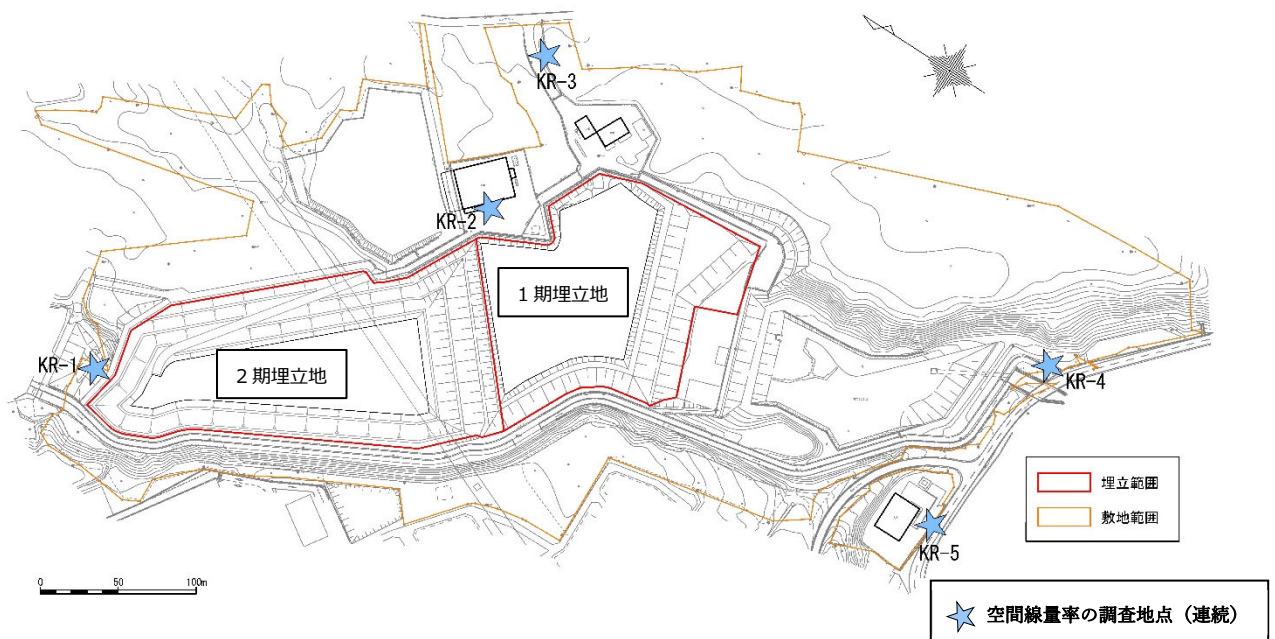 KR-3
KR-2
1期埋立地
KR-1
2期埋立地
KR-4
埋立範囲
敷地範囲
KR-5
0 50 100m
空間線量率の調査地点（連続）